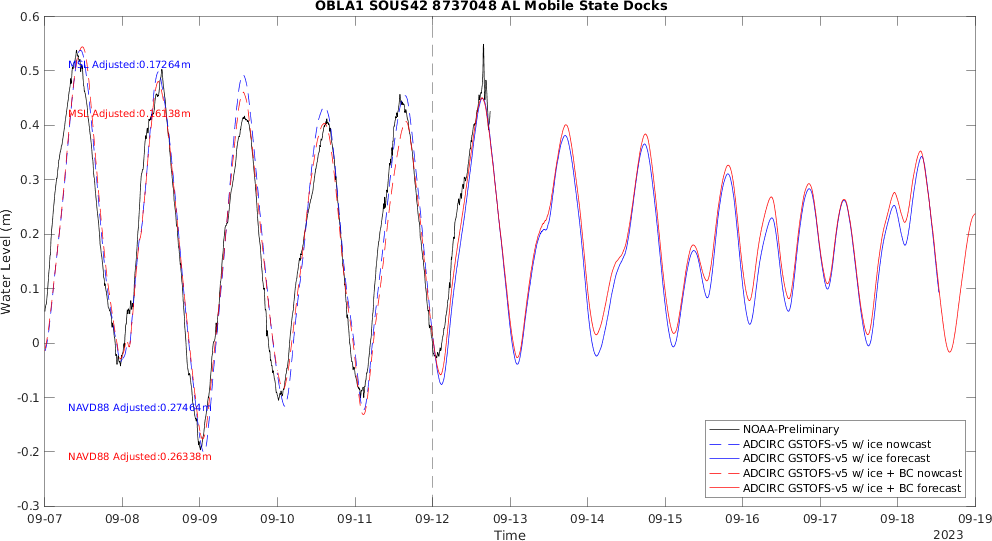 OBLA1 SOUS42 8737048 AL Mobile State Docks
0.6
0.5
0.4
0.3
0.2
0.1
0
-0.1
-0.2
-0.3
Water Level (m)
MSL Adjusted:0.17264m
MSL Adjusted:0.16138m
NAVD88 Adjusted:0.27464m
NAVD88 Adjusted:0.26338m
NOAA-Preliminary
ADCIRC GSTOFS-v5 w/ ice nowcast
ADCIRC GSTOFS-v5 w/ ice forecast
ADCIRC GSTOFS-v5 w/ ice + BC nowcast
ADCIRC GSTOFS-v5 w/ ice + BC forecast
09-07 09-08 09-09 09-10 09-11 09-12 09-13 09-14 09-15 09-16 09-17 09-18 09-19
Time
2023